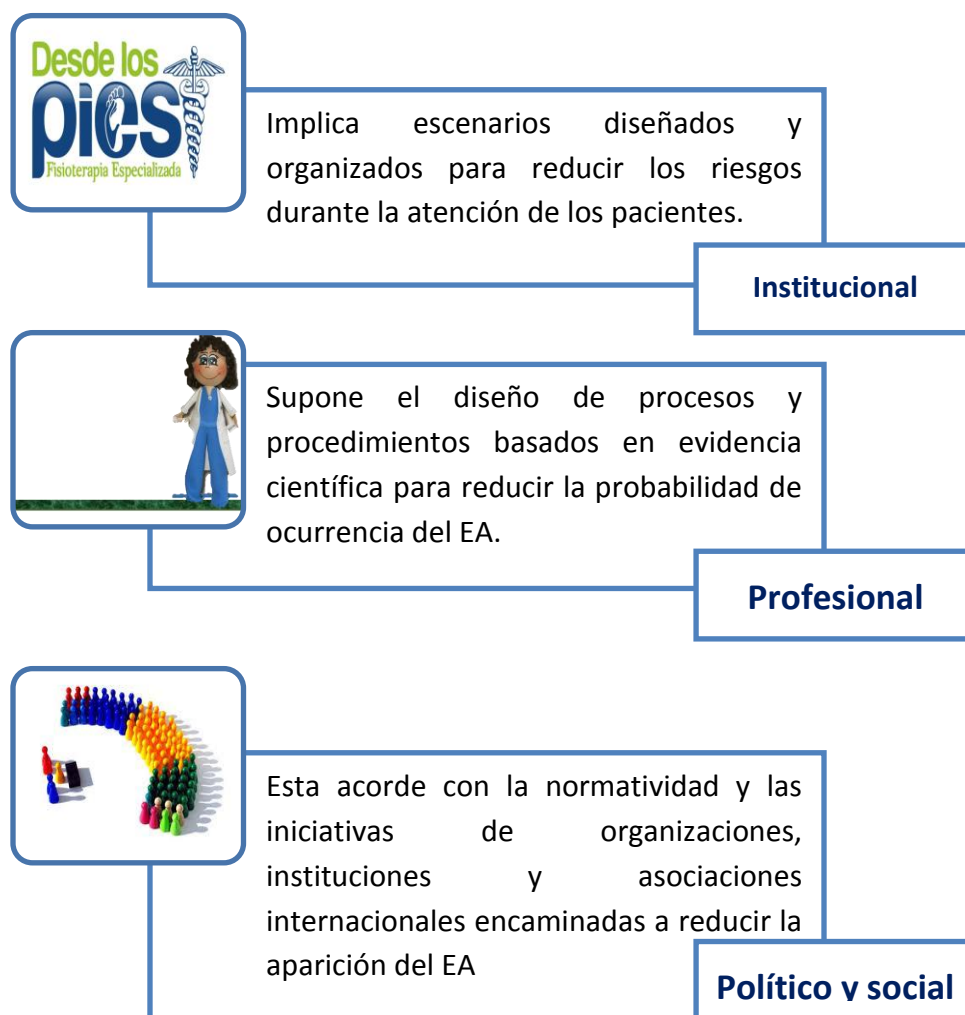 Desde los
pies
Fisioterapia Especializada
Implica escenarios diseñados y
organizados para reducir los riesgos
durante la atención de los pacientes.
Institucional
Supone el diseño de procesos y
procedimientos basados en evidencia
científica para reducir la probabilidad de
ocurrencia del EA.
Profesional
Esta acorde con la normatividad y las
iniciativas de organizaciones,
instituciones y asociaciones
internacionales encaminadas a reducir la
aparición del EA
Político y social